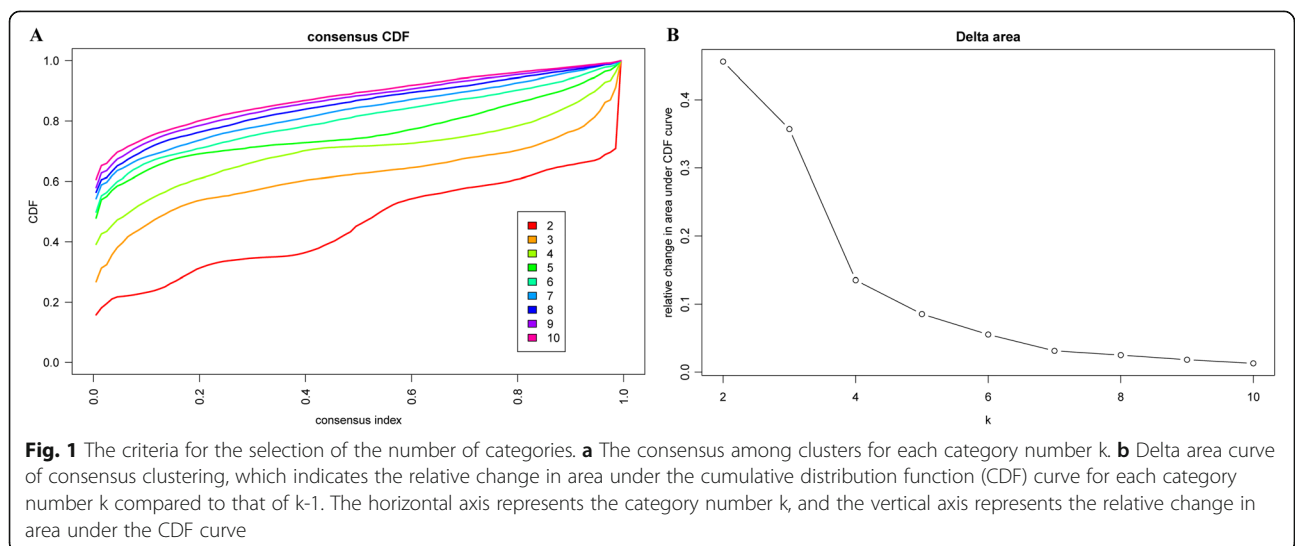 A
consensus CDF
CDF
1.0
0.8
0.6
0.4
0.2
0.0
2
3
4
5
6
7
8
9
10
0.0
0.2
0.4
0.6
0.8
1.0
consensus index
B
Delta area
relative change in area under CDF curve
0.4
0.3
0.2
0.1
0.0
2
4
6
8
10
k
Fig. 1 The criteria for the selection of the number of categories. a The consensus among clusters for each category number k. b Delta area curve
of consensus clustering, which indicates the relative change in area under the cumulative distribution function (CDF) curve for each category
number k compared to that of k-1. The horizontal axis represents the category number k, and the vertical axis represents the relative change in
area under the CDF curve